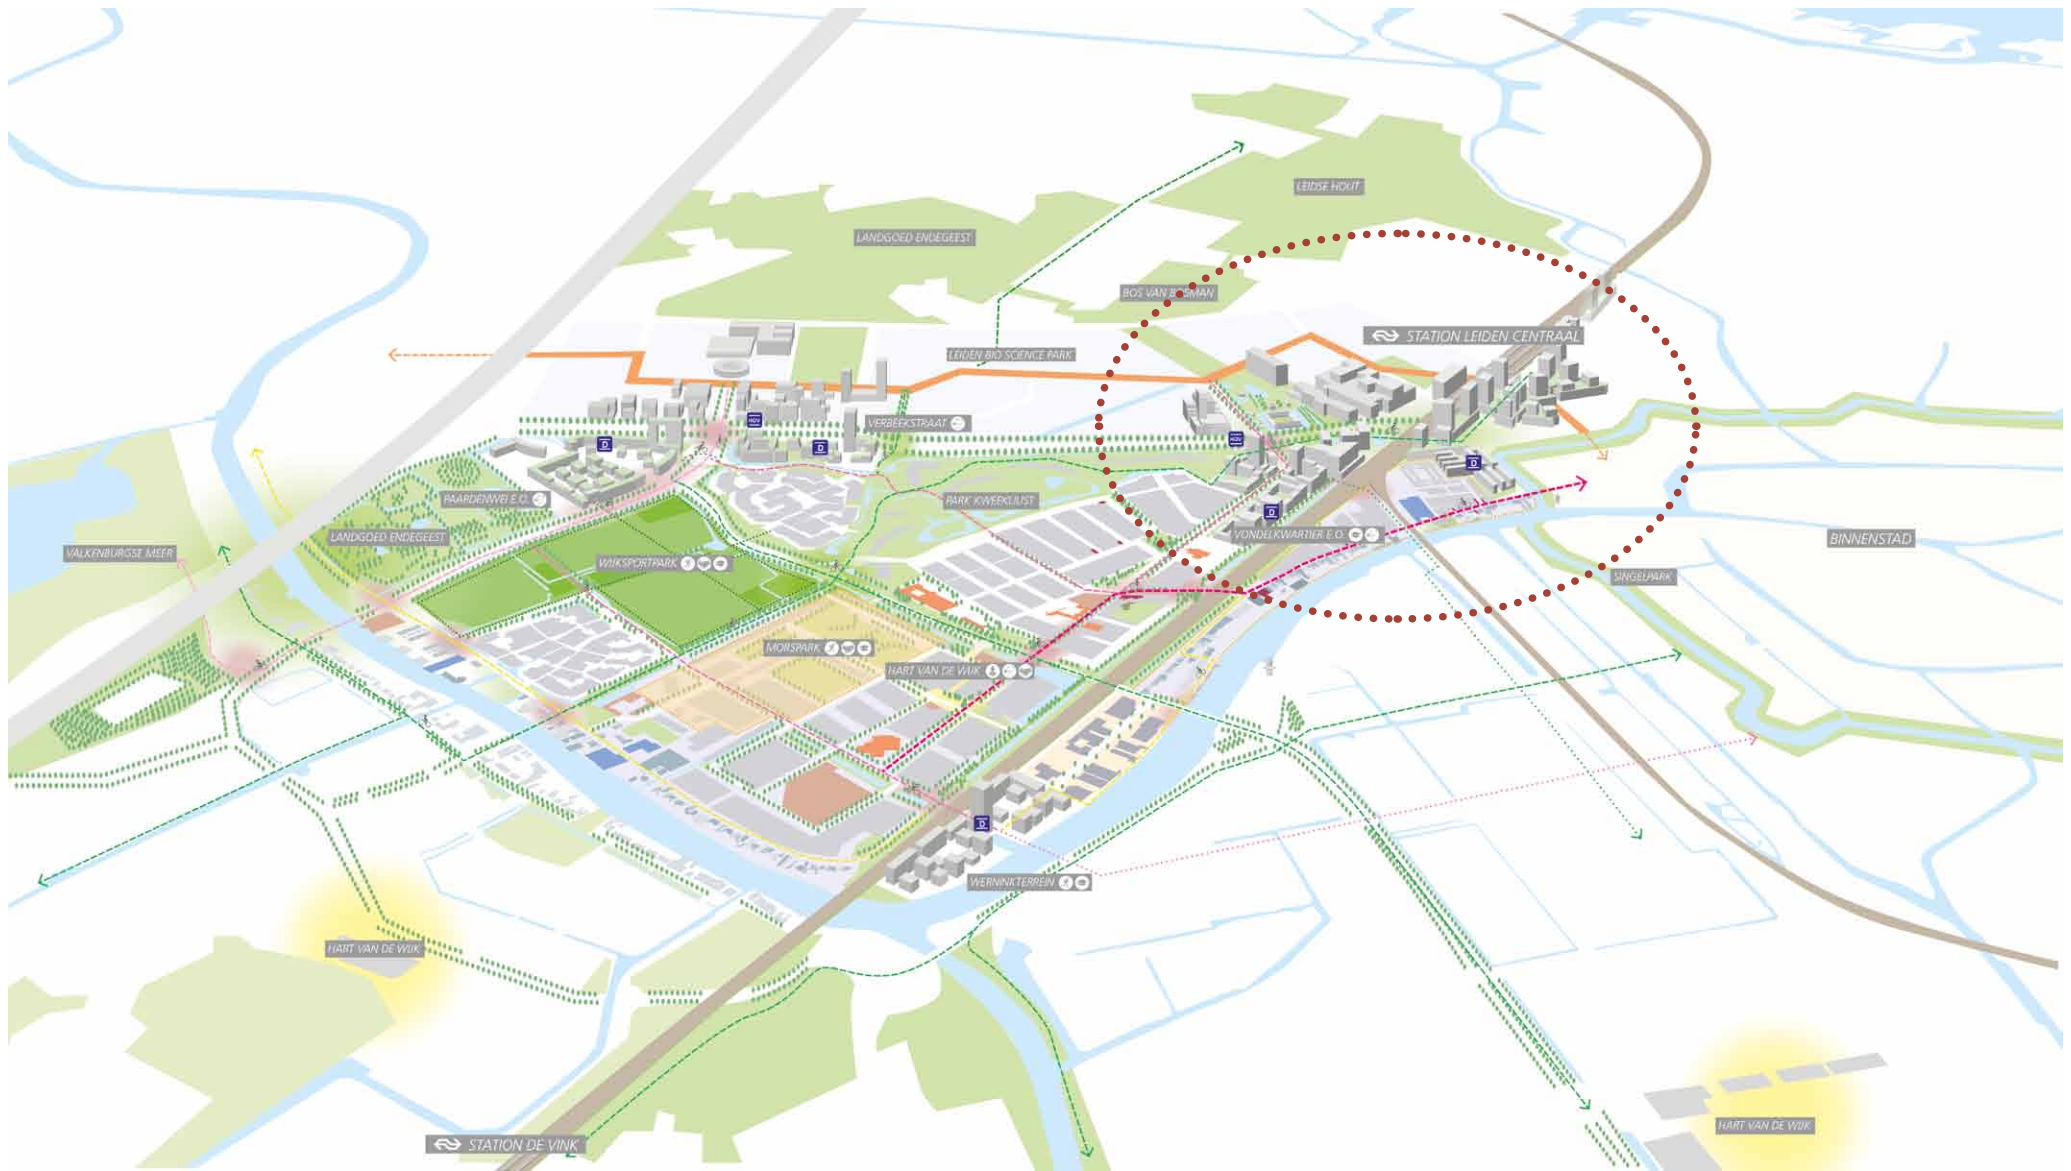 LEIDSE HOUT
LANDGOED ENDEGEEST
BOS VAN BOSMAN
STATION LEIDEN CENTRAAL
LEIDEN BIO SCIENCE PARK
HOV
VERBEEKSTRAAT
D
D
HOV
D
PAARDENWEI E.O.
PARK KWEEKLUST
D
LANDGOED ENDEGEEST
VONDELKWARTIER E.O.
BINNENSTAD
VALKENBURGSE MEER
WIJKSPORTPARK
SINGELPARK
MORSPARK
HART VAN DE WIJK
D
WERNINKTERREIN
HART VAN DE WIJK
HART VAN DE WIJK
STATION DE VINK